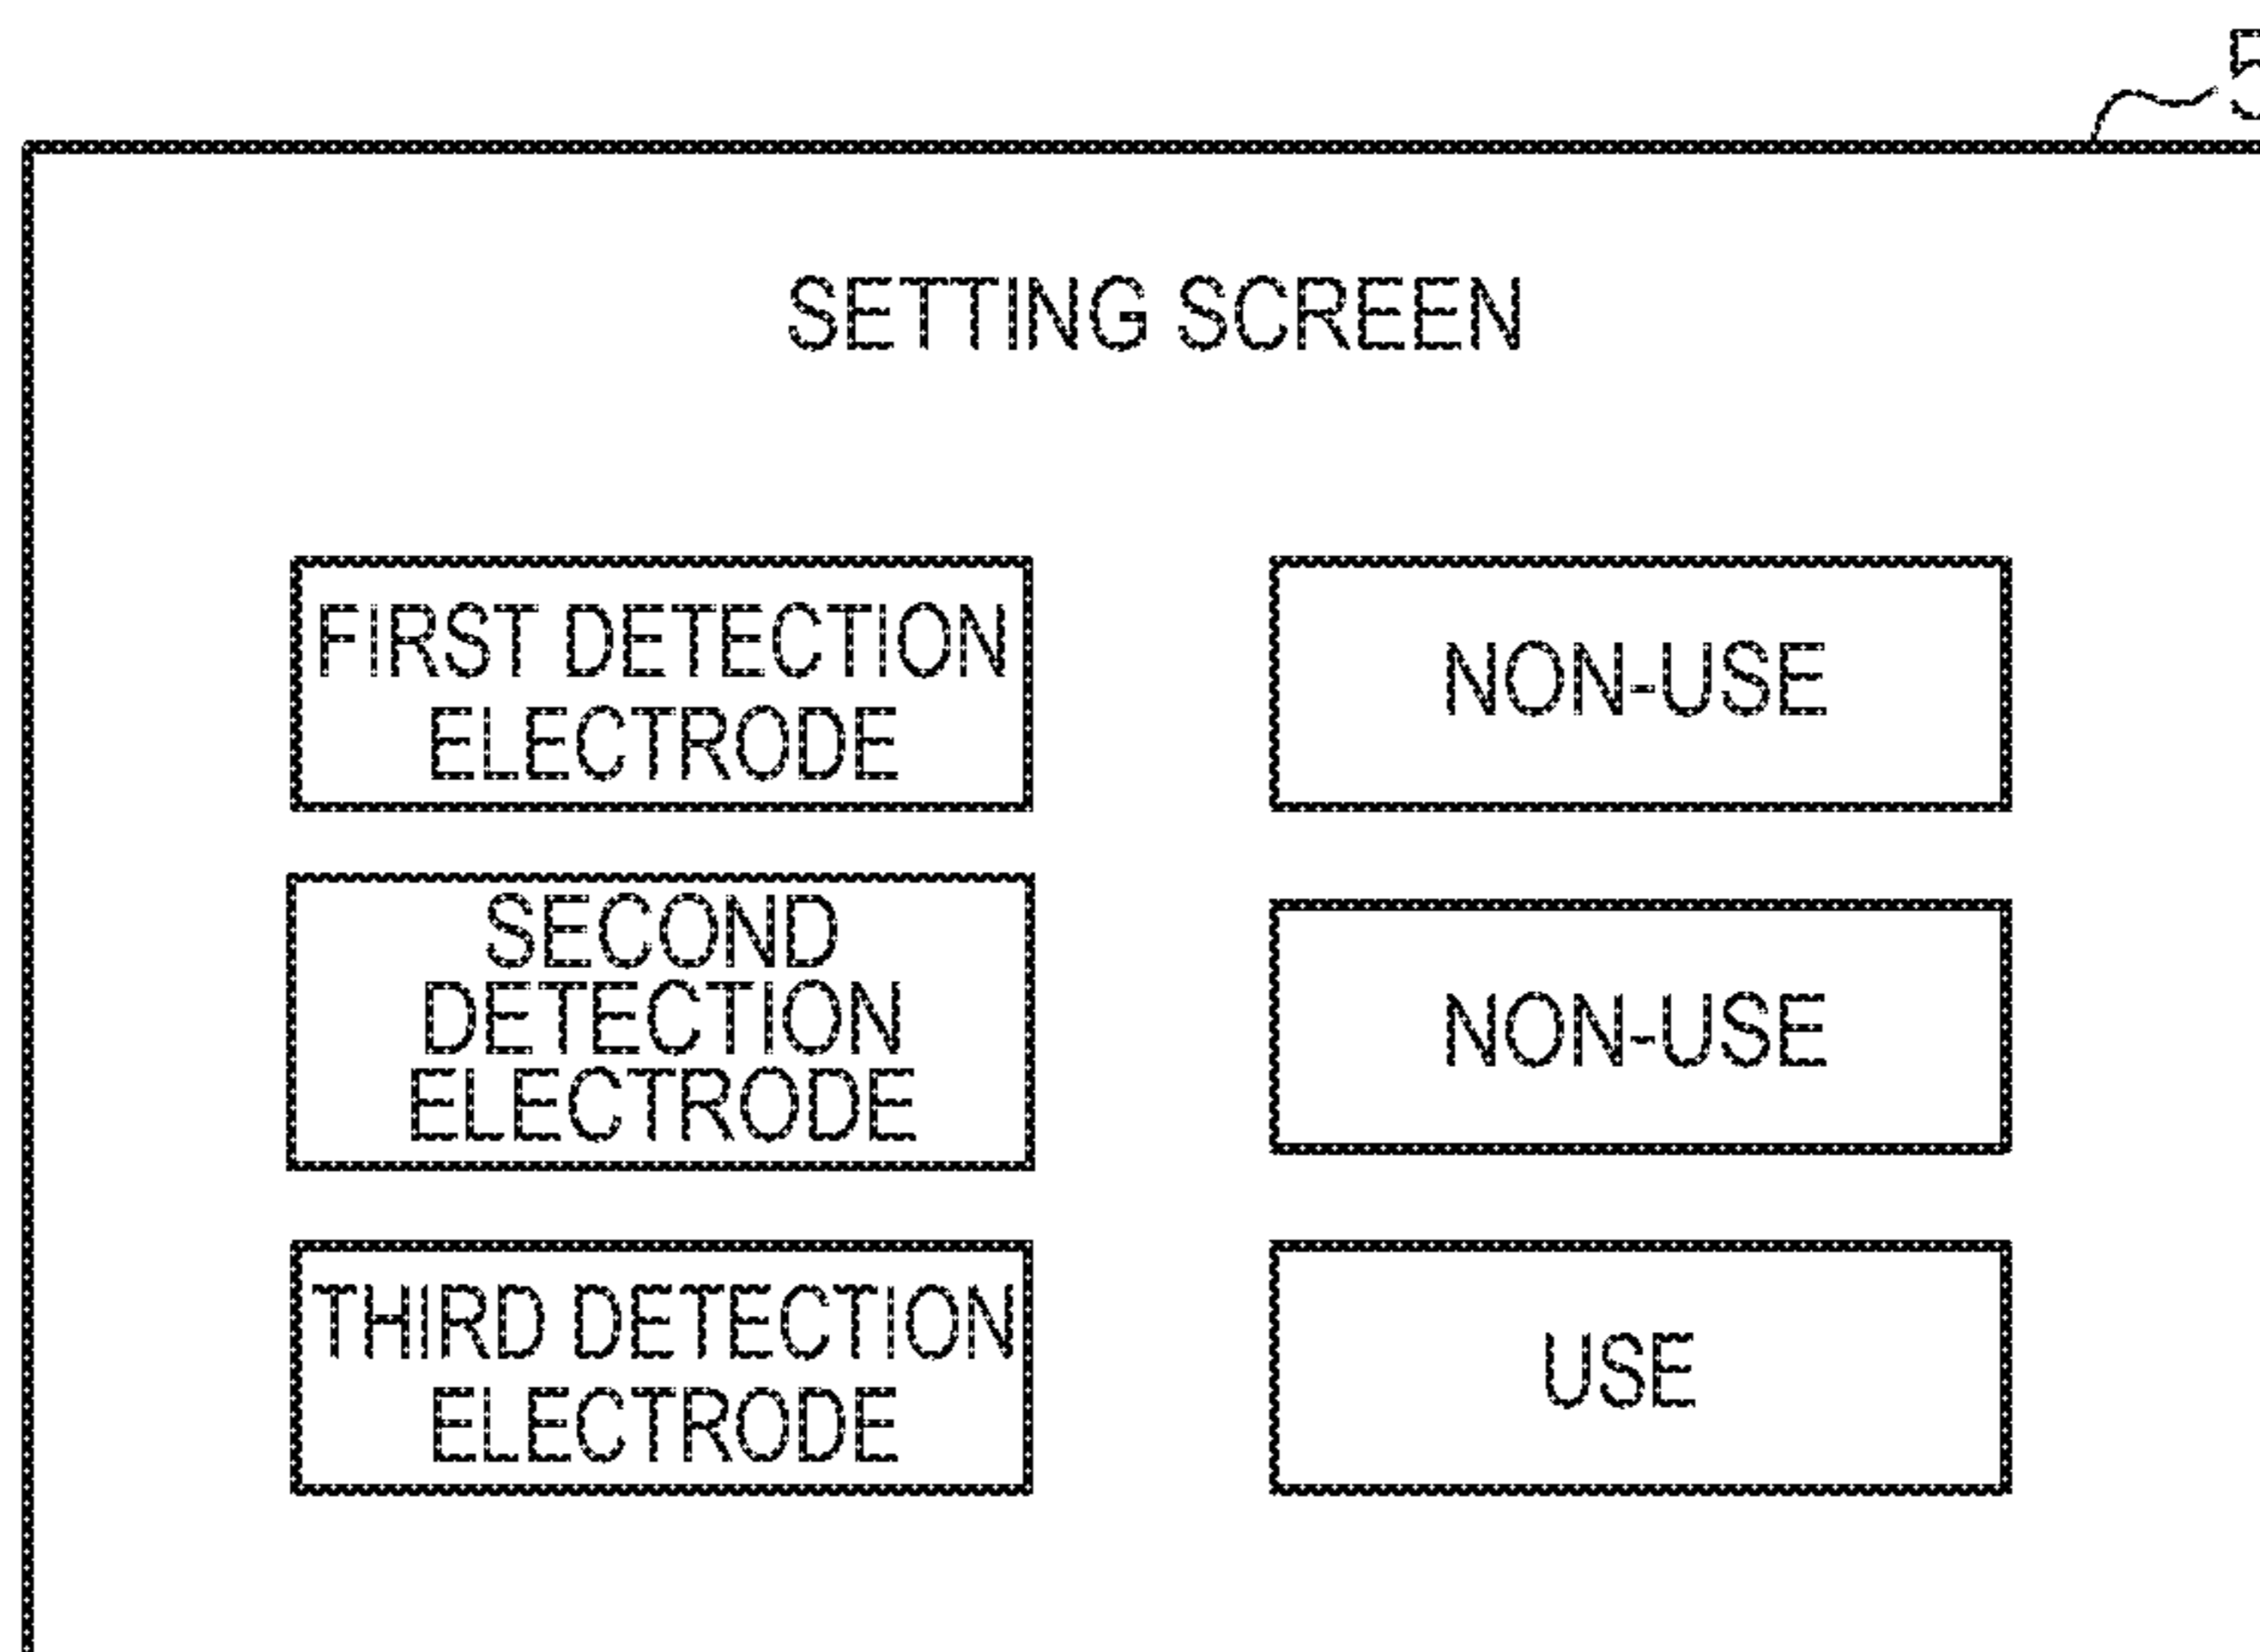 SETTING SCREEN
FIRST DETECTION
ELECTRODE
NON-USE
SECOND
DETECTION
ELECTRODE
NON-USE
THIRD DETECTION
ELECTRODE
USE